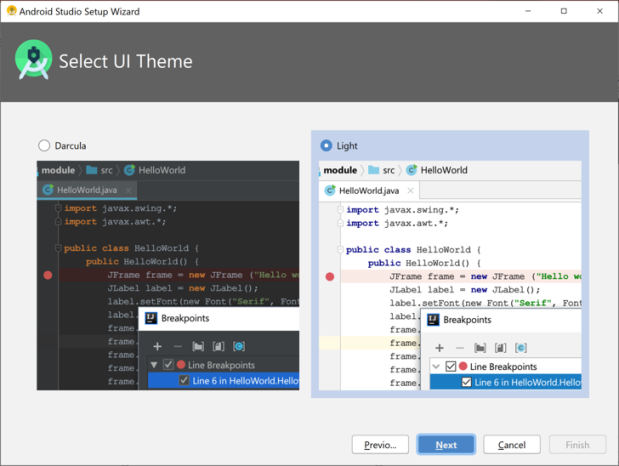 Android Studio Setup Wizard
Select UI Theme
Darcula
module src HelloWorld
HelloWorld.java
import javax.swing.*;
import javax.awt.*;
public class HelloWorld {
public HelloWorld() {
JFrame frame = new JFrame ("Hello wo
JLabel label = new JLabel();
label.setFont(new Font("Serif", Font
label.
frame.
frame.
frame.
frame.
frame.
Breakpoints
Line Breakpoints
Line 6 in HelloWorld.Hello
Light
module src HelloWorld
HelloWorld.java
import javax.swing.*;
import javax.awt.*;
public class HelloWorld {
public HelloWorld() {
JFrame frame = new JFrame ("Hello wo
JLabel label = new JLabel();
label.setFont(new Font("Serif", Font
label.
frame.
frame.
frame.
frame.
frame.
Breakpoints
Line Breakpoints
Line 6 in HelloWorld.Hello
Previo... Next Cancel Finish